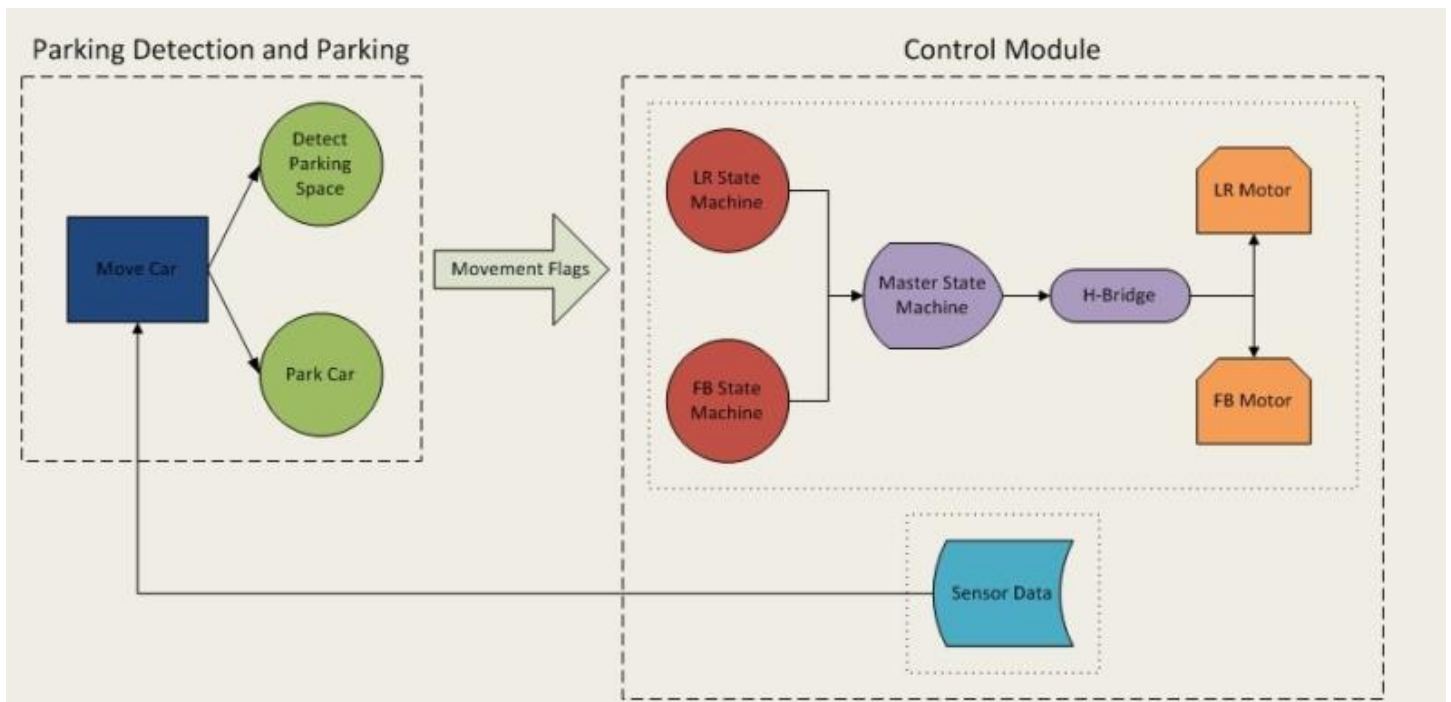 Parking Detection and Parking
Control Module
Detect
Parking
Space
Move Car
Park Car
Movement Flags
LR State
Machine
FB State
Machine
Master State
Machine
H-Bridge
LR Motor
FB Motor
Sensor Data